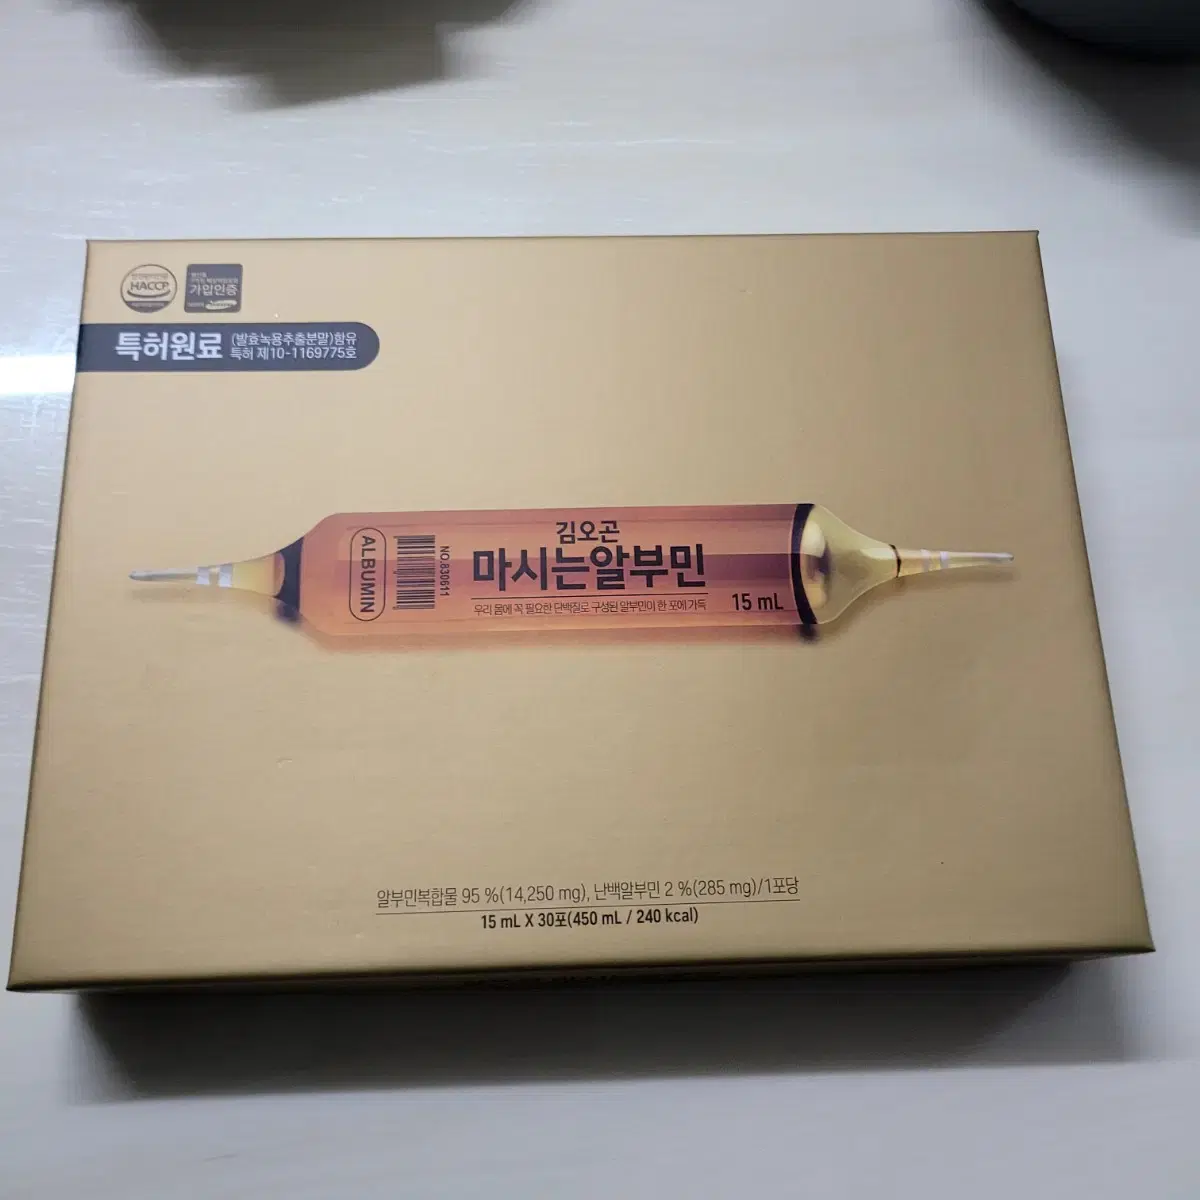 HACCP
가입인증
특허원료
(발효녹용추출분말)함유
특허 제10-1169775호
ALBUMIN
NO.830611
김오곤
마시는알부민
우리 몸에 꼭 필요한 단백질로 구성된 알부민이 한 포에 가득
15 mL
알부민복합물 95 %(14,250 mg), 난백알부민 2 %(285 mg)/1포당
15 mL X 30포(450 mL / 240 kcal)